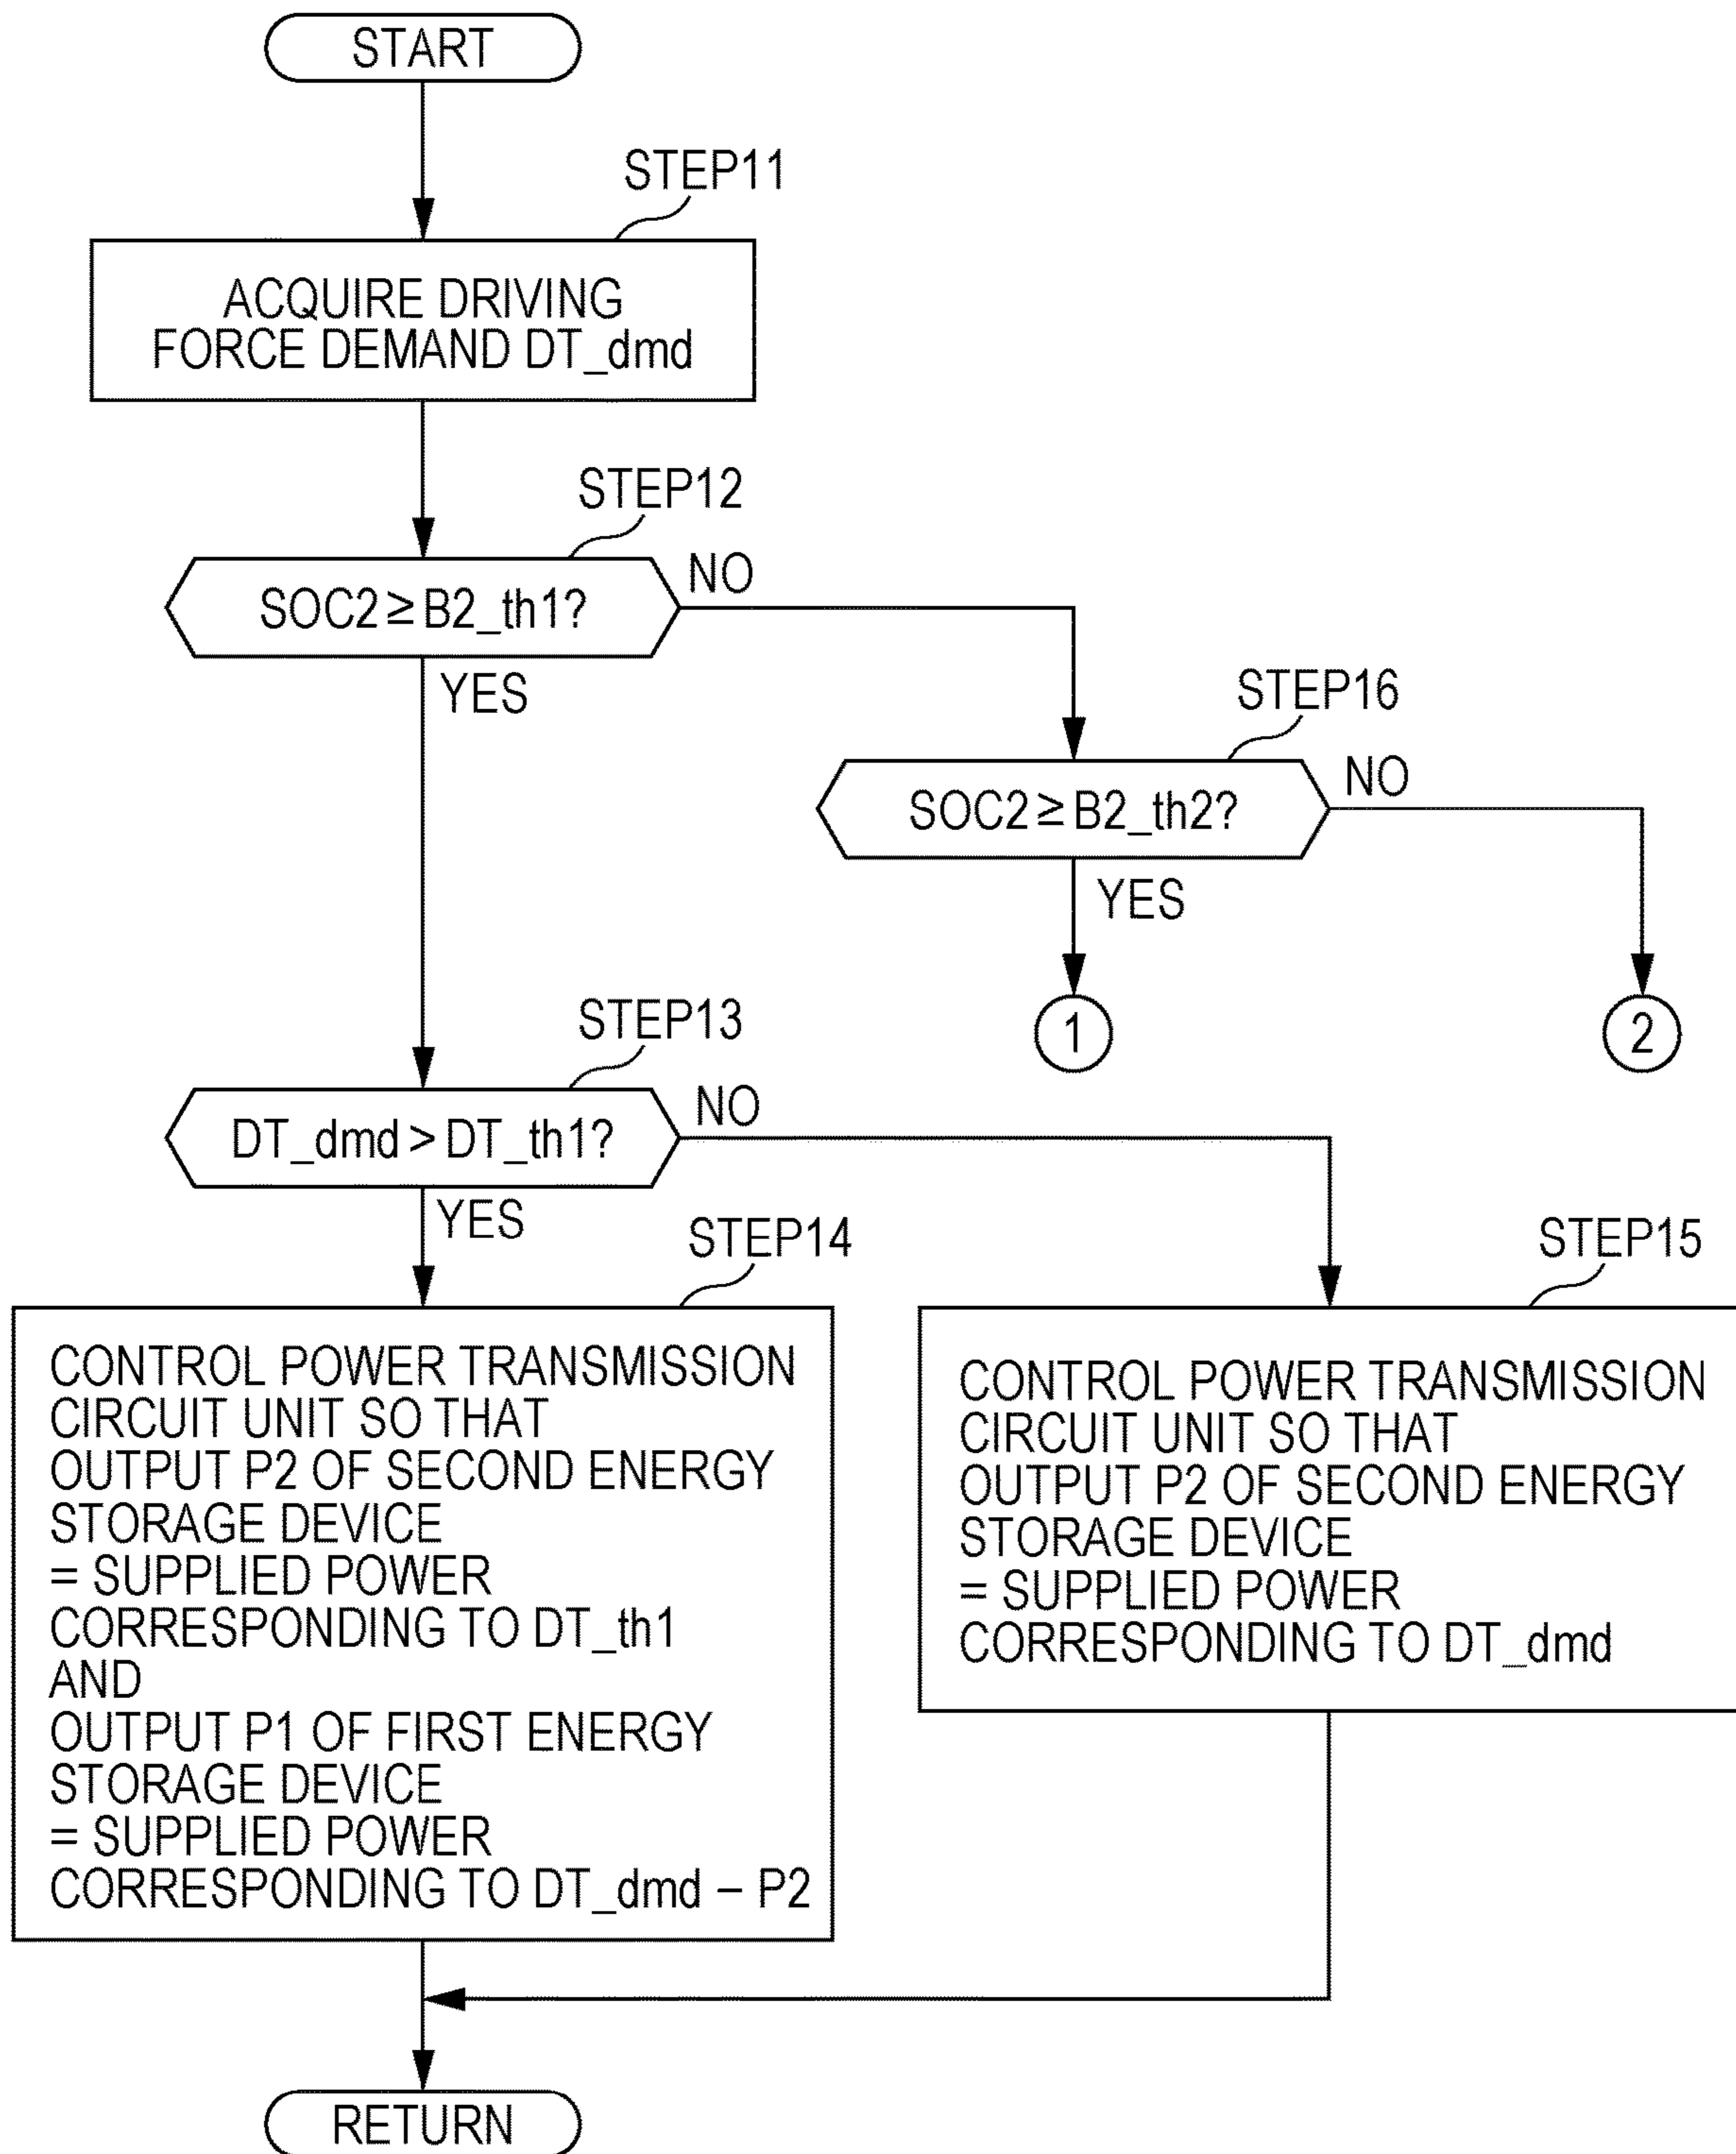 START
STEP11
ACQUIRE DRIVING
FORCE DEMAND DT_dmd
STEP12
SOC2 ≥ B2_th1?
NO
YES
STEP16
SOC2 ≥ B2_th2?
NO
YES
1
2
STEP13
DT_dmd > DT_th1?
NO
YES
STEP14
CONTROL POWER TRANSMISSION
CIRCUIT UNIT SO THAT
OUTPUT P2 OF SECOND ENERGY
STORAGE DEVICE
= SUPPLIED POWER
CORRESPONDING TO DT_th1
AND
OUTPUT P1 OF FIRST ENERGY
STORAGE DEVICE
= SUPPLIED POWER
CORRESPONDING TO DT_dmd – P2
STEP15
CONTROL POWER TRANSMISSION
CIRCUIT UNIT SO THAT
OUTPUT P2 OF SECOND ENERGY
STORAGE DEVICE
= SUPPLIED POWER
CORRESPONDING TO DT_dmd
RETURN